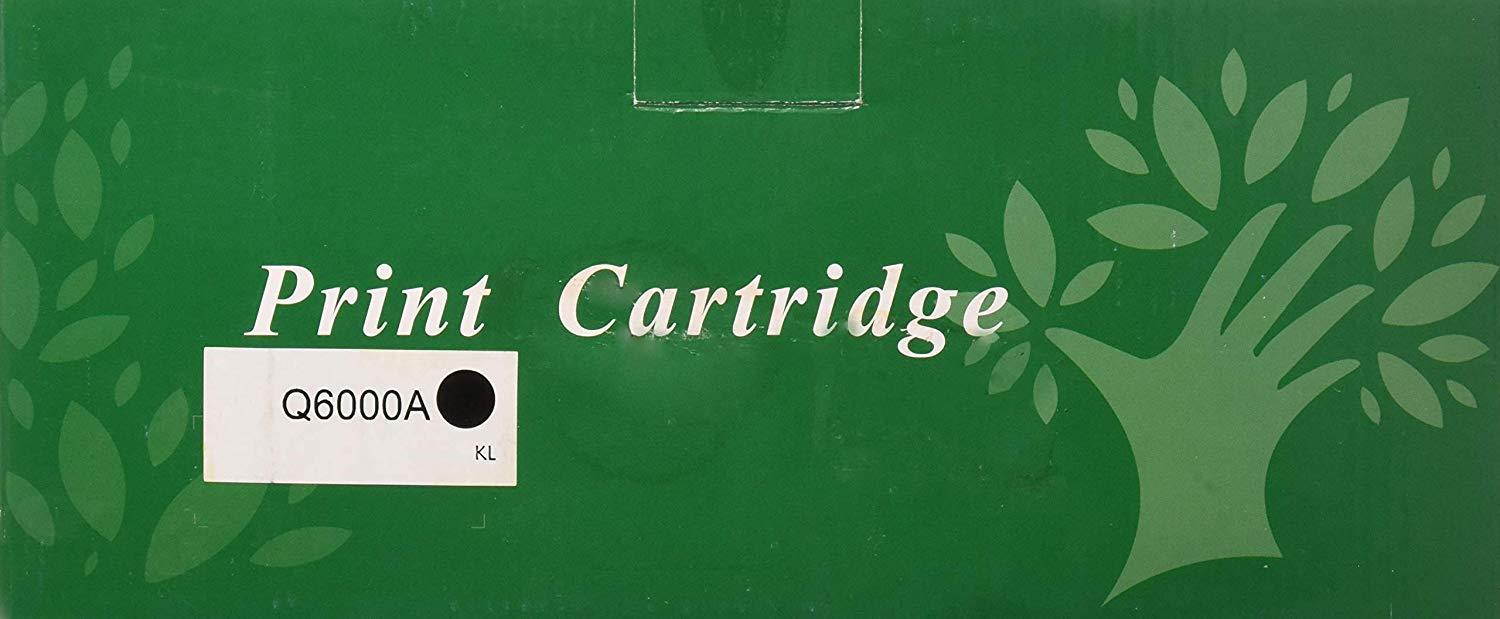 Print Cartridge
Q6000A
KL